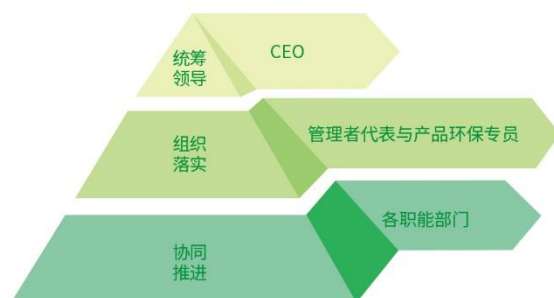 统筹
领导
CEO
组织
落实
管理者代表与产品环保专员
协同
推进
各职能部门